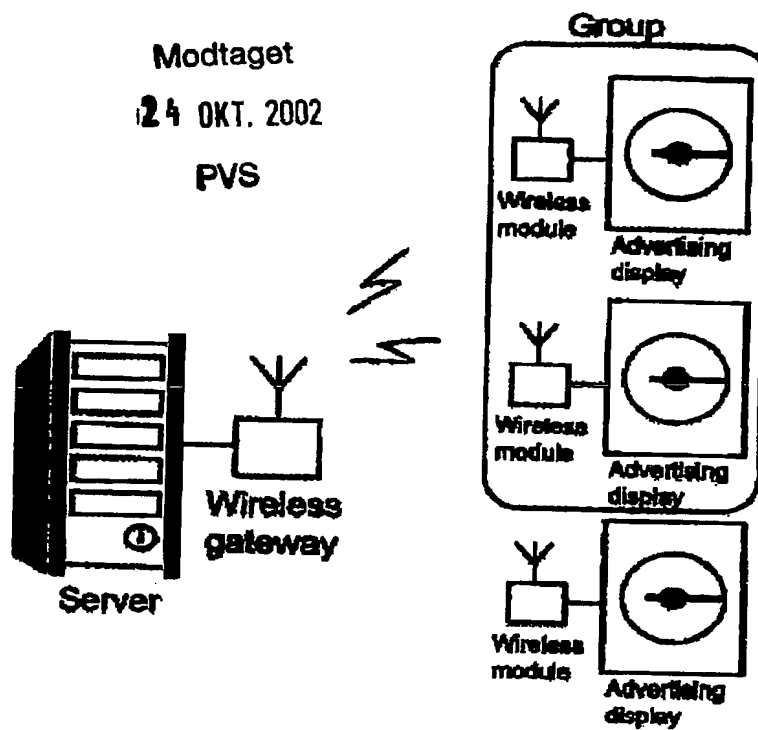 Modtaget
24 OKT. 2002
PVS
Group
Wireless
module
Advertising
display
Wireless
module
Advertising
display
Wireless
gateway
Server
Wireless
module
Advertising
display